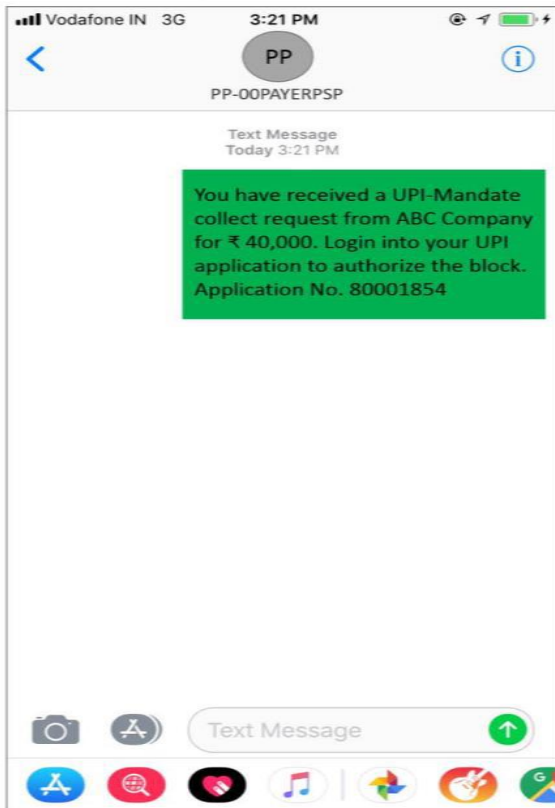 Vodafone IN 3G 3:21 PM
PP
PP-00PAYERPSP
Text Message
Today 3:21 PM
You have received a UPI-Mandate
collect request from ABC Company
for ₹ 40,000. Login into your UPI
application to authorize the block.
Application No. 80001854
Text Message
G